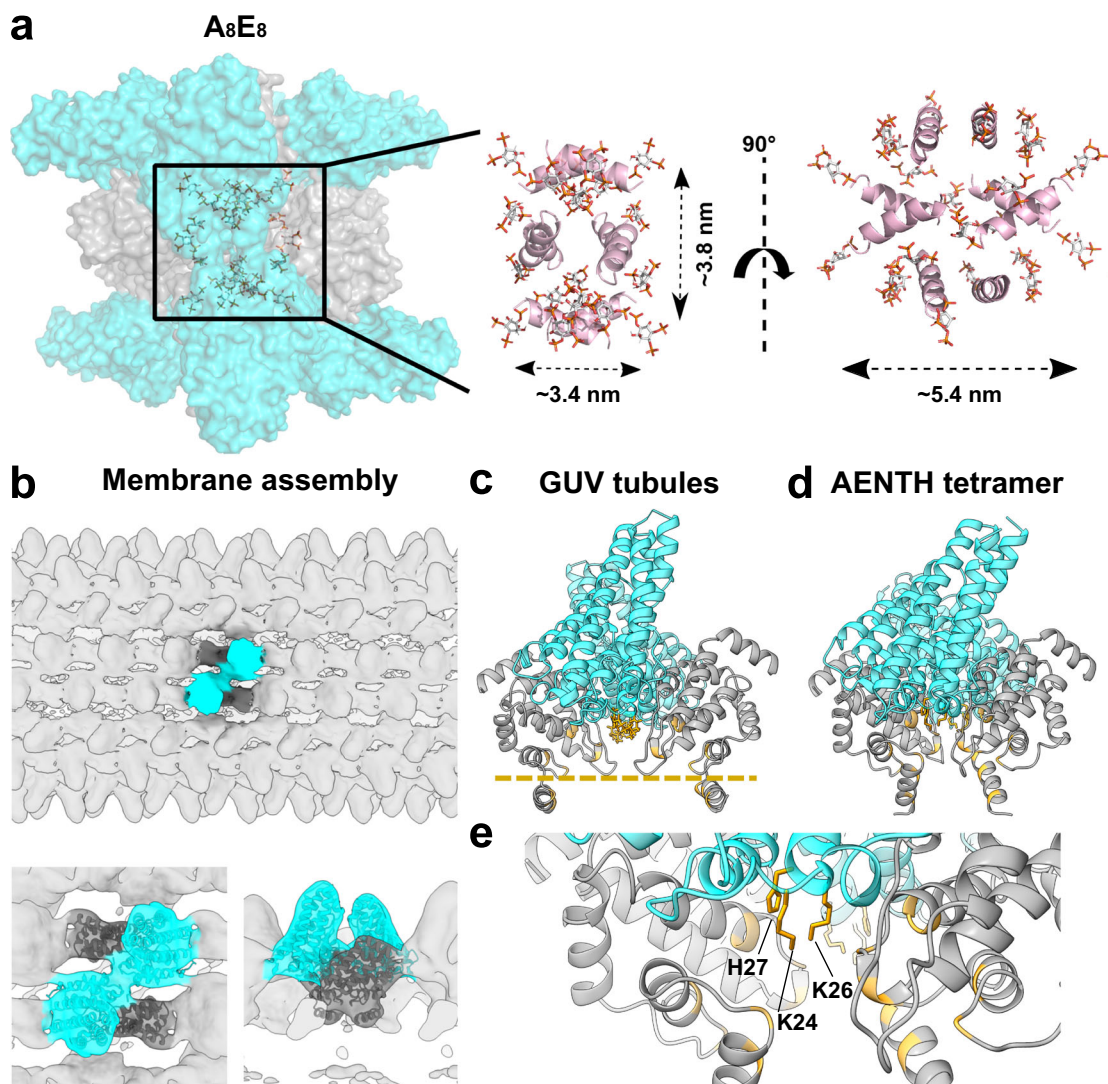 a
A₈E₈
90°
~3.8 nm
~3.4 nm
~5.4 nm
b Membrane assembly
c GUV tubules
d AENTH tetramer
e
H27
K26
K24